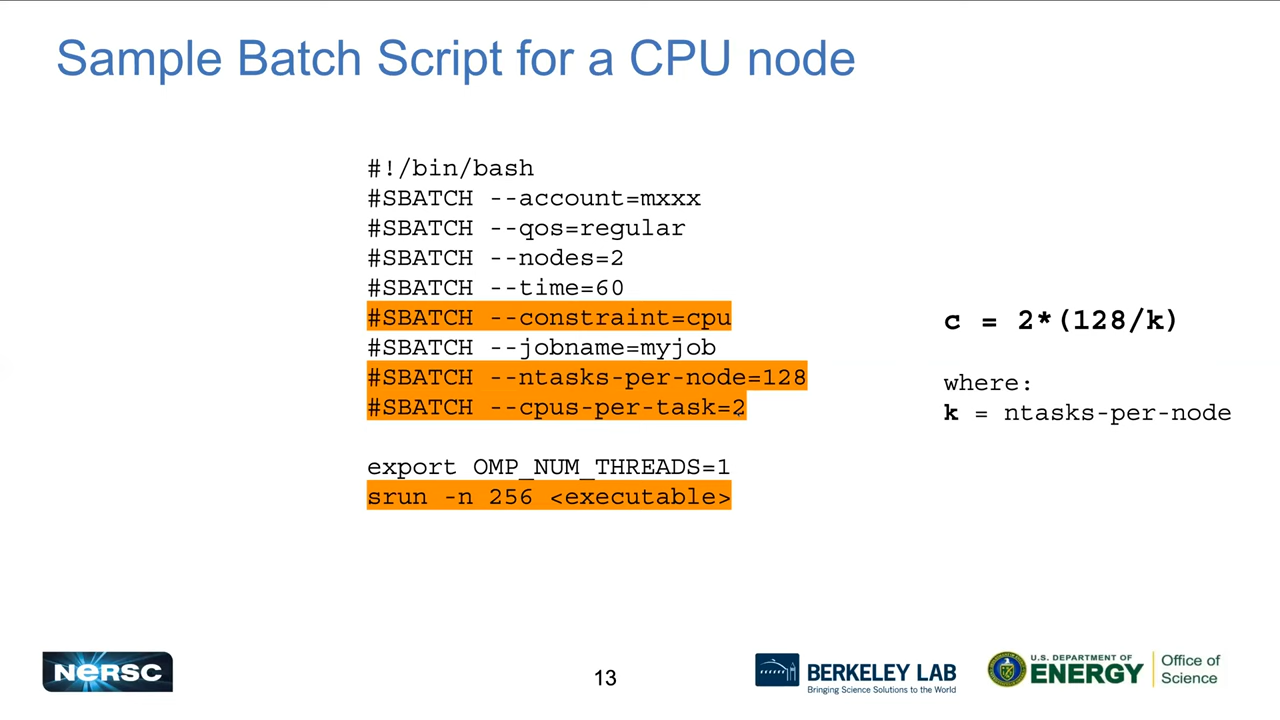 Sample Batch Script for a CPU node
#!/bin/bash
#SBATCH --account=mxxx
#SBATCH --qos=regular
#SBATCH --nodes=2
#SBATCH --time=60
#SBATCH --constraint=cpu
#SBATCH --jobname=myjob
#SBATCH --ntasks-per-node=128
#SBATCH --cpus-per-task=2
export OMP_NUM_THREADS=1
srun -n 256 <executable>
c = 2*(128/k)
where:
k = ntasks-per-node
NERSC
13
BERKELEY LAB
Bringing Science Solutions to the World
U.S. DEPARTMENT OF
ENERGY
Office of
Science